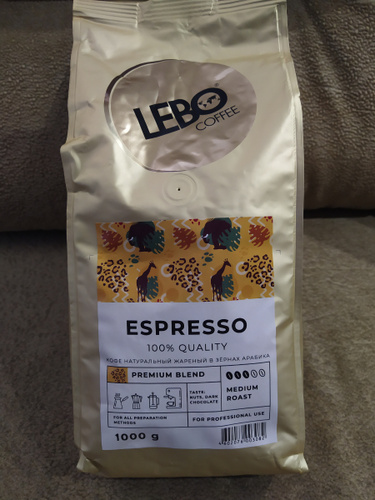 LEBO
COFFEE
ESPRESSO
100% QUALITY
КОФЕ НАТУРАЛЬНЫЙ ЖАРЕНЫЙ В ЗЁРНАХ АРАБИКА
PREMIUM BLEND
TASTE:
NUTS, DARK
CHOCOLATE
MEDIUM
ROAST
FOR ALL PREPARATION
METHODS
FOR PROFESSIONAL USE
1000 g